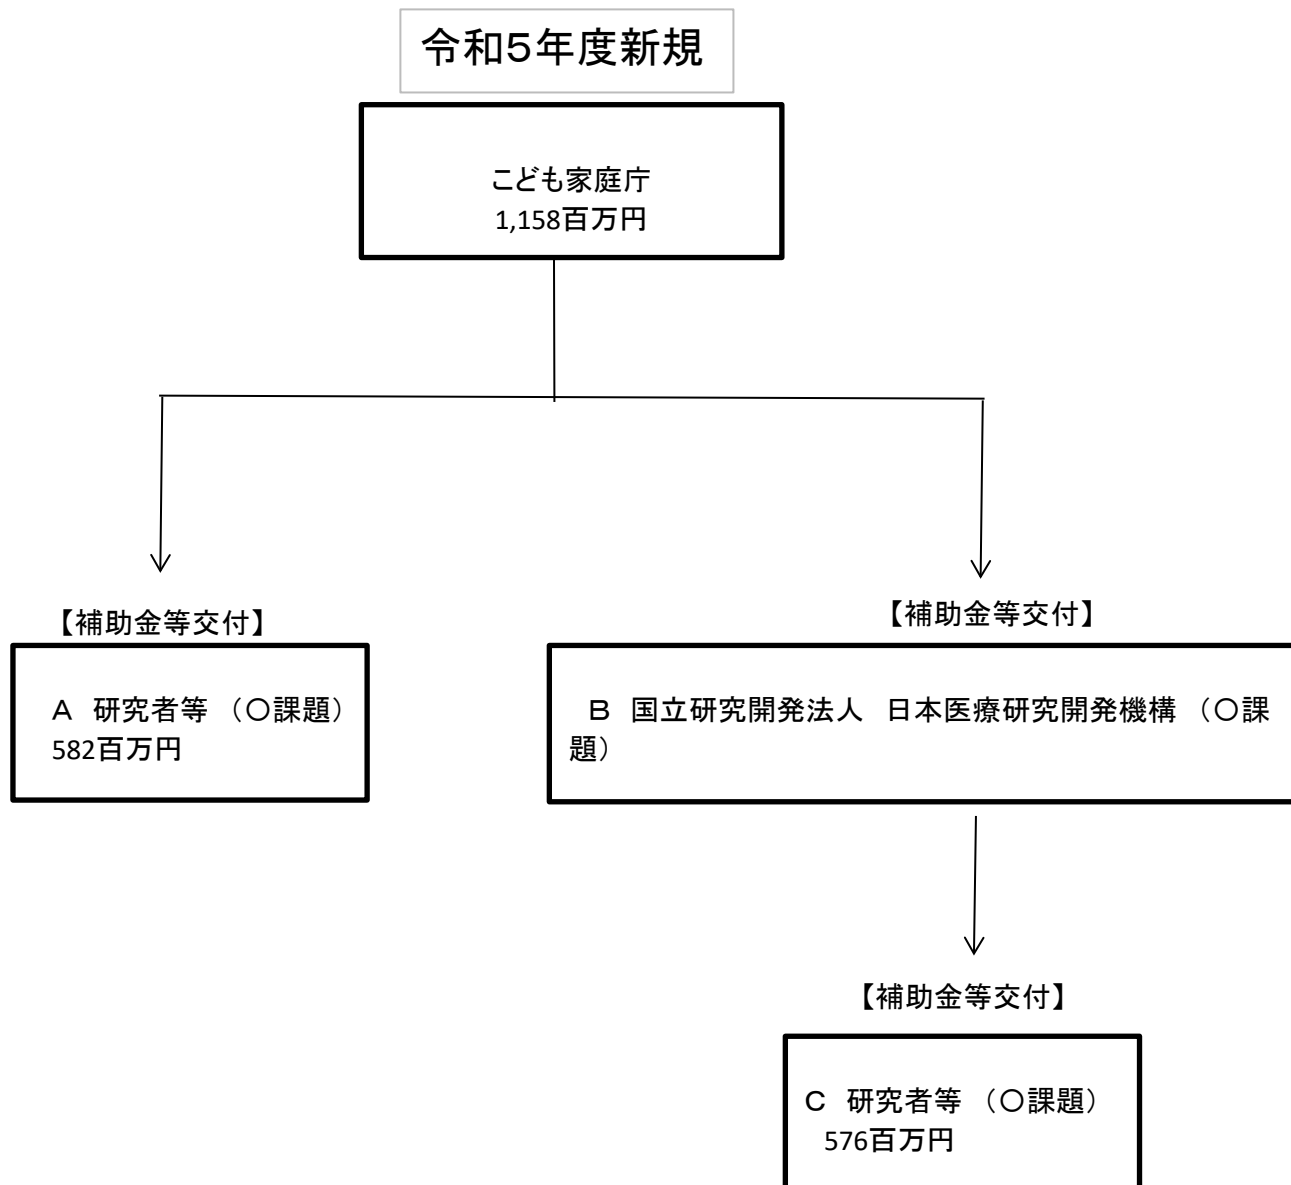 令和5年度新規
こども家庭庁
1,158百万円
【補助金等交付】
A 研究者等 （○課題）
582百万円
【補助金等交付】
B 国立研究開発法人 日本医療研究開発機構 （○課
題）
【補助金等交付】
C 研究者等 （○課題）
576百万円